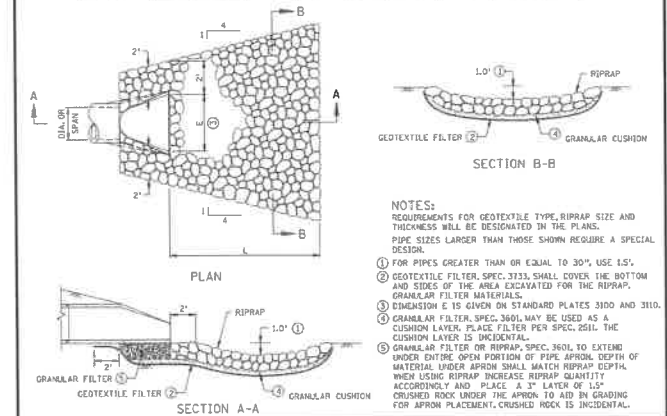 B
1
4
2'
A
A
DIA. OR
SPAN
2'
E
③
2'
1
4
B
L
PLAN
1.0' ①
RIPRAP
GEOTEXTILE FILTER ②
④ GRANULAR CUSHION
SECTION B-B
2'
RIPRAP
1.0' ①
2'
GRANULAR FILTER ⑤
GEOTEXTILE FILTER ②
④ GRANULAR CUSHION
SECTION A-A
NOTES:
REQUIREMENTS FOR GEOTEXTILE TYPE, RIPRAP SIZE AND
THICKNESS WILL BE DESIGNATED IN THE PLANS.
PIPE SIZES LARGER THAN THOSE SHOWN REQUIRE A SPECIAL
DESIGN.
① FOR PIPES GREATER THAN OR EQUAL TO 30", USE 1.5'.
② GEOTEXTILE FILTER, SPEC. 3733, SHALL COVER THE BOTTOM
AND SIDES OF THE AREA EXCAVATED FOR THE RIPRAP,
GRANULAR FILTER MATERIALS.
③ DIMENSION E IS GIVEN ON STANDARD PLATES 3100 AND 3110.
④ GRANULAR FILTER, SPEC. 3601, MAY BE USED AS A
CUSHION LAYER. PLACE FILTER PER SPEC. 2511. THE
CUSHION LAYER IS INCIDENTAL.
⑤ GRANULAR FILTER OR RIPRAP, SPEC. 3601, TO EXTEND
UNDER ENTIRE OPEN PORTION OF PIPE APRON. DEPTH OF
MATERIAL UNDER APRON SHALL MATCH RIPRAP DEPTH.
WHEN USING RIPRAP INCREASE RIPRAP QUANTITY
ACCORDINGLY AND PLACE A 3" LAYER OF 1.5"
CRUSHED ROCK UNDER THE APRON TO AID IN GRADING
FOR APRON PLACEMENT. CRUSHED ROCK IS INCIDENTAL.